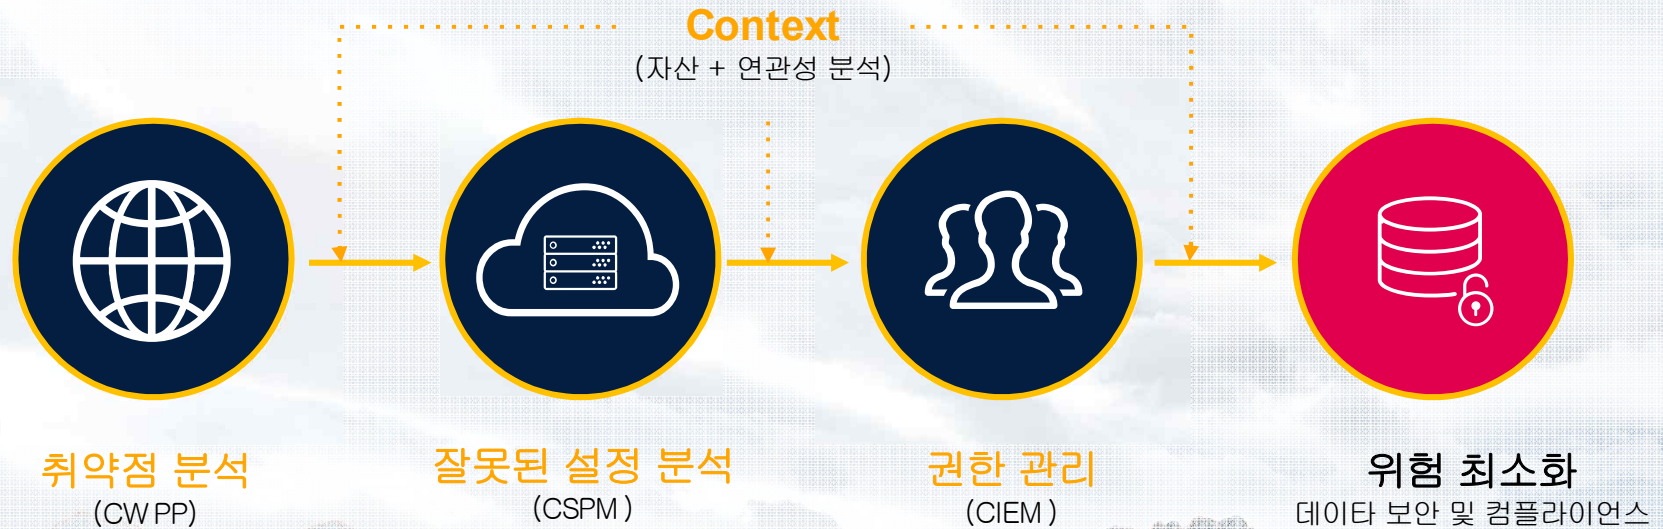 Context
(자산 + 연관성 분석)
취약점 분석
(CWPP)
잘못된 설정 분석
(CSPM)
권한 관리
(CIEM)
위험 최소화
데이타 보안 및 컴플라이언스